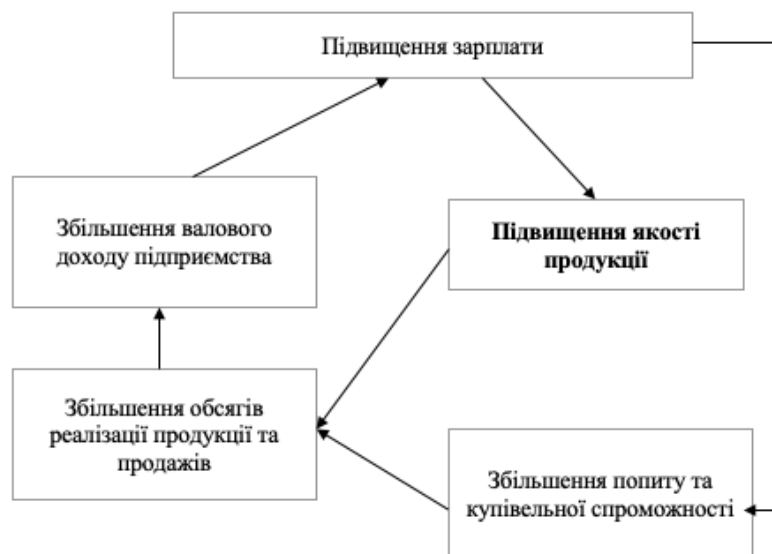 Підвищення зарплати
Збільшення валового
доходу підприємства
Підвищення якості
продукції
Збільшення обсягів
реалізації продукції та
продажів
Збільшення попиту та
купівельної спроможності